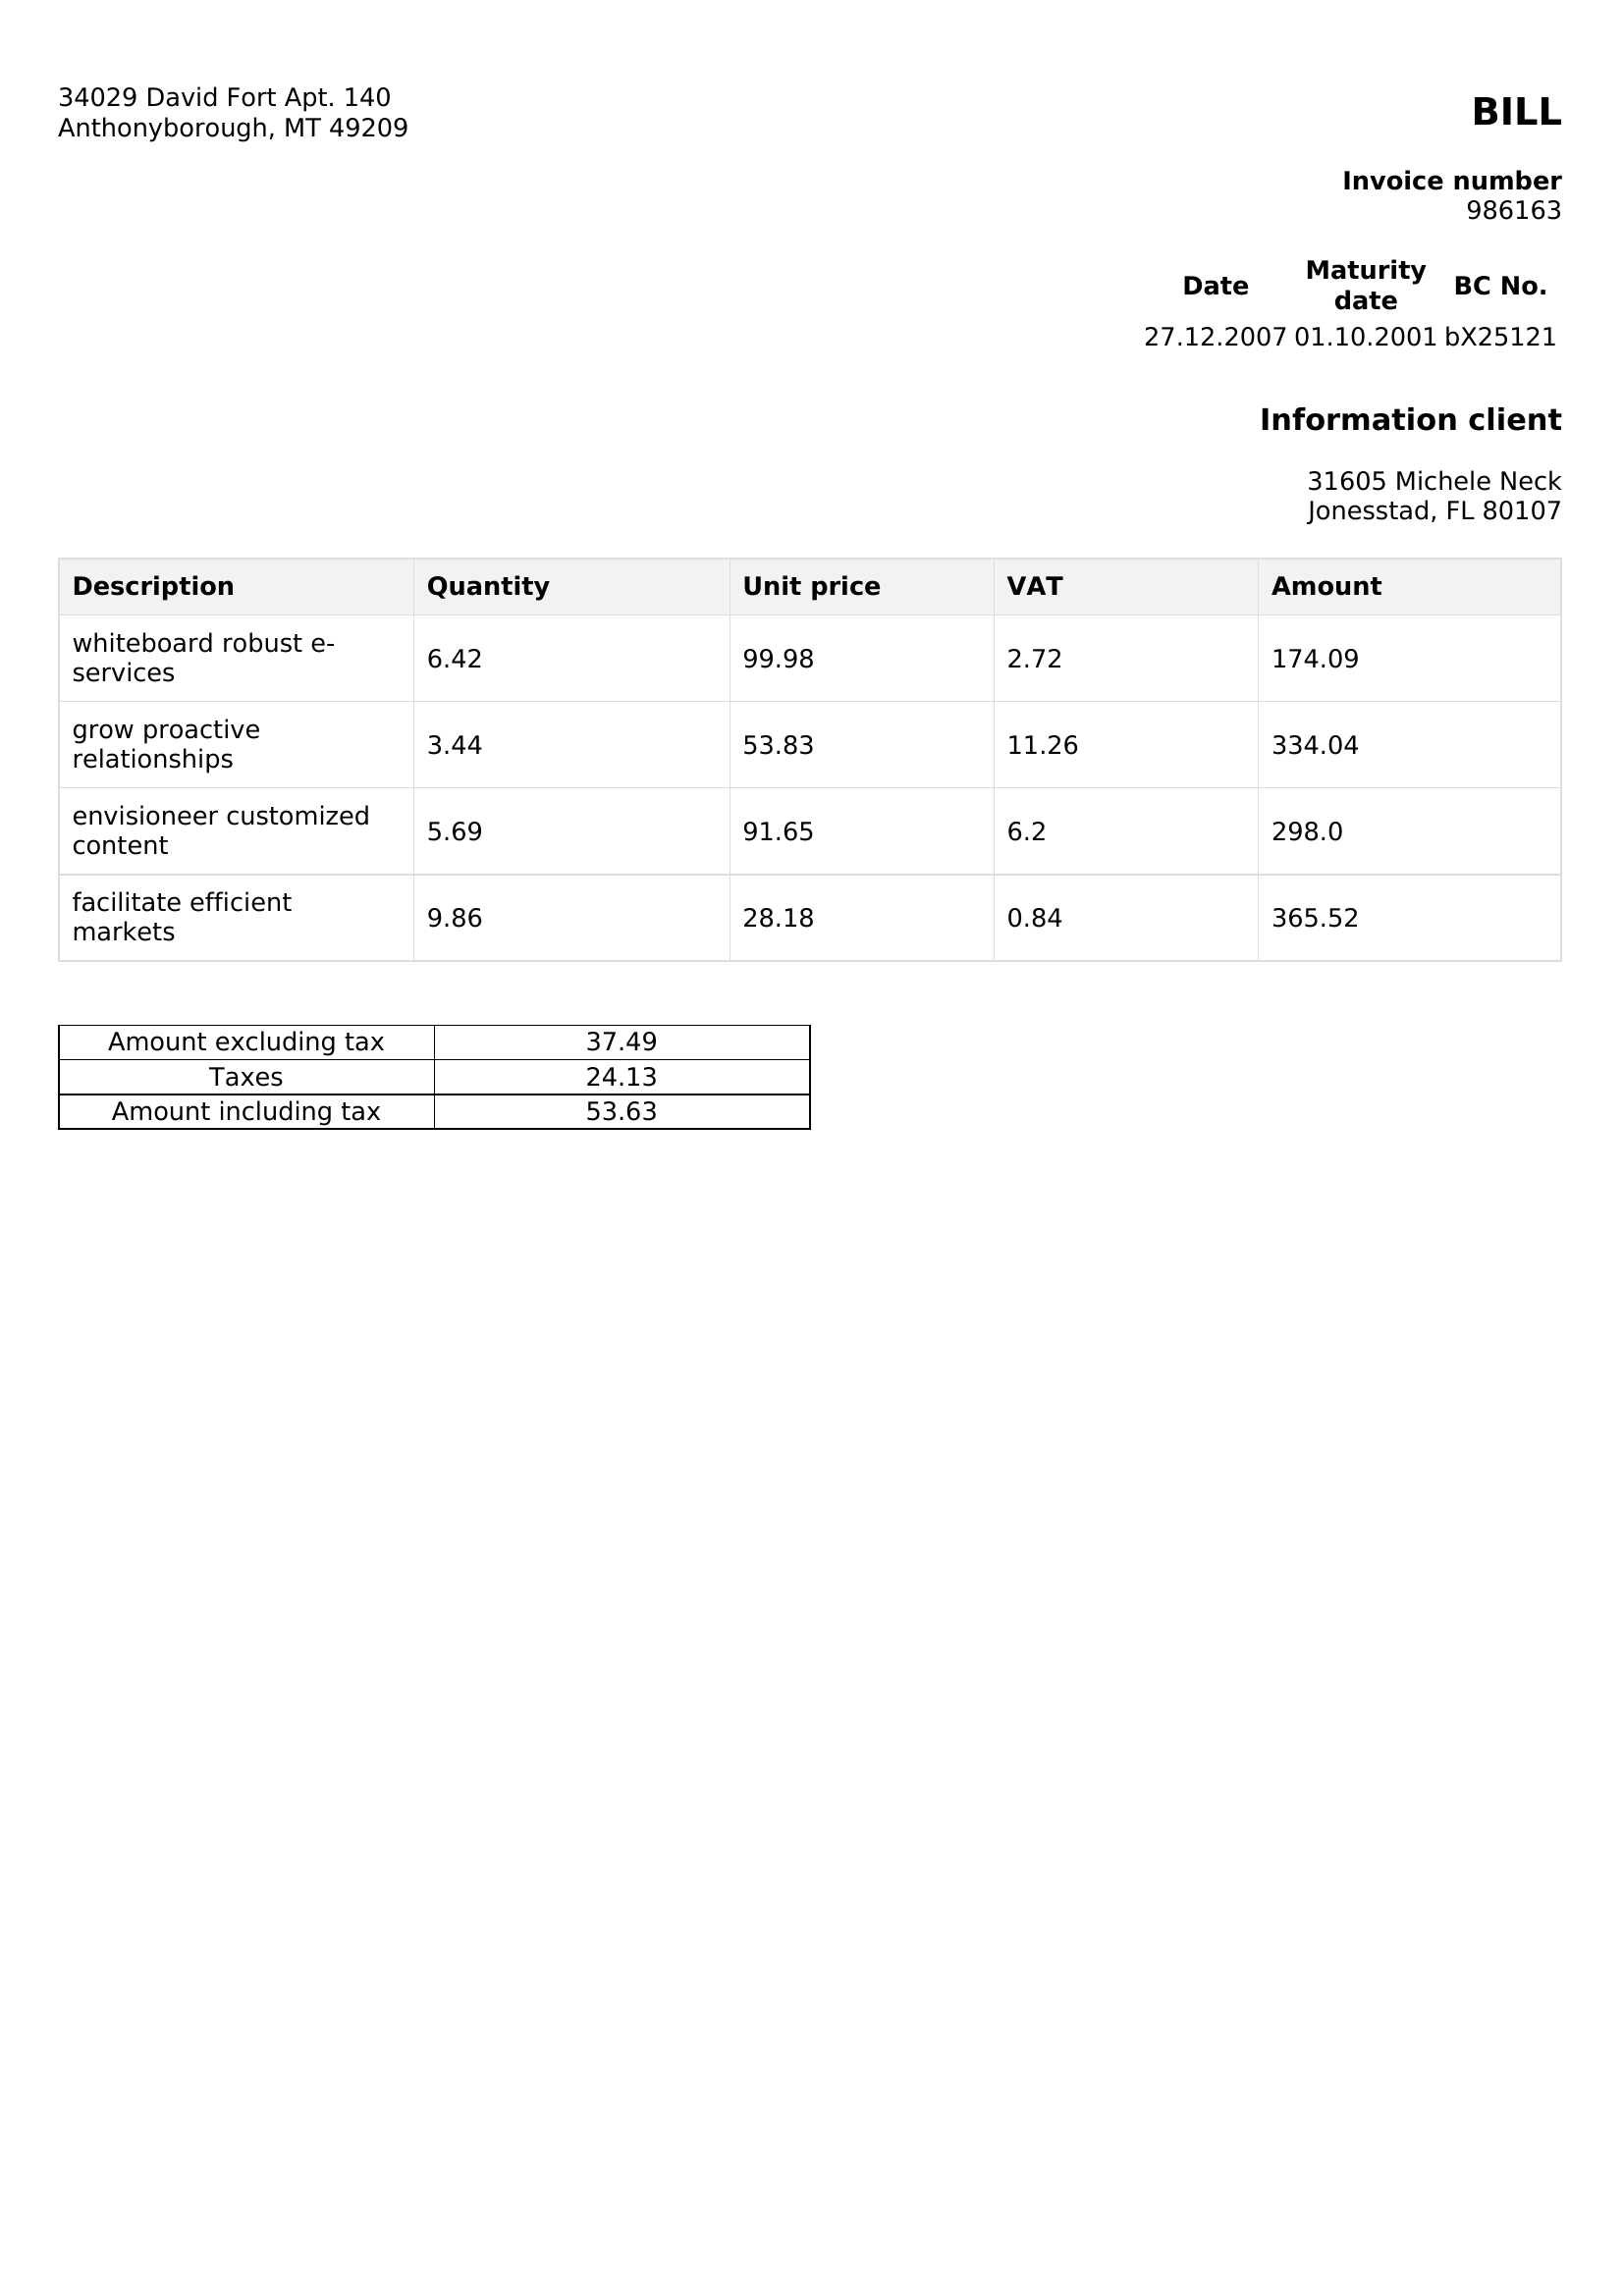 34029 David Fort Apt. 140
Anthonyborough, MT 49209
BILL
Invoice number
986163
Date Maturity date BC No.
27.12.2007 01.10.2001 bX25121
Information client
31605 Michele Neck
Jonesstad, FL 80107
Description Quantity Unit price VAT Amount
whiteboard robust e-
services 6.42 99.98 2.72 174.09
grow proactive
relationships 3.44 53.83 11.26 334.04
envisioneer customized
content 5.69 91.65 6.2 298.0
facilitate efficient
markets 9.86 28.18 0.84 365.52
Amount excluding tax 37.49
Taxes 24.13
Amount including tax 53.63